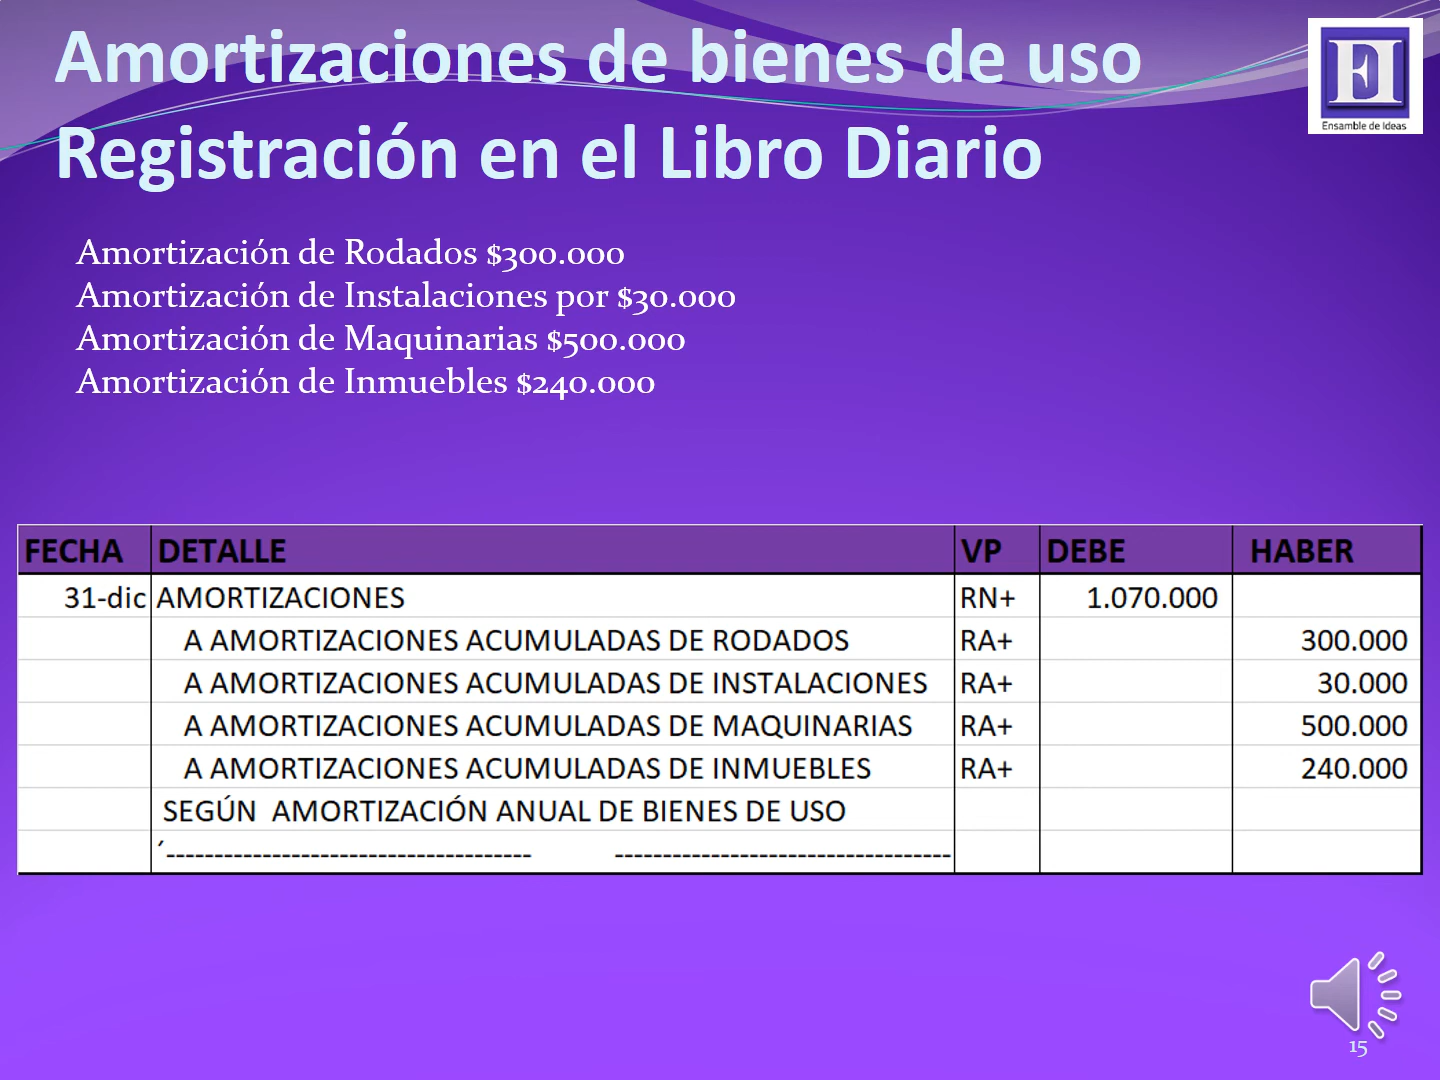 Amortizaciones de bienes de uso
Registración en el Libro Diario
EI
Ensamble de Ideas
Amortización de Rodados $300.000
Amortización de Instalaciones por $30.000
Amortización de Maquinarias $500.000
Amortización de Inmuebles $240.000
FECHA DETALLE VP DEBE HABER
31-dic AMORTIZACIONES RN+ 1.070.000
A AMORTIZACIONES ACUMULADAS DE RODADOS RA+ 300.000
A AMORTIZACIONES ACUMULADAS DE INSTALACIONES RA+ 30.000
A AMORTIZACIONES ACUMULADAS DE MAQUINARIAS RA+ 500.000
A AMORTIZACIONES ACUMULADAS DE INMUEBLES RA+ 240.000
SEGÚN AMORTIZACIÓN ANUAL DE BIENES DE USO
´------------------------------------- ----------------------------------
15